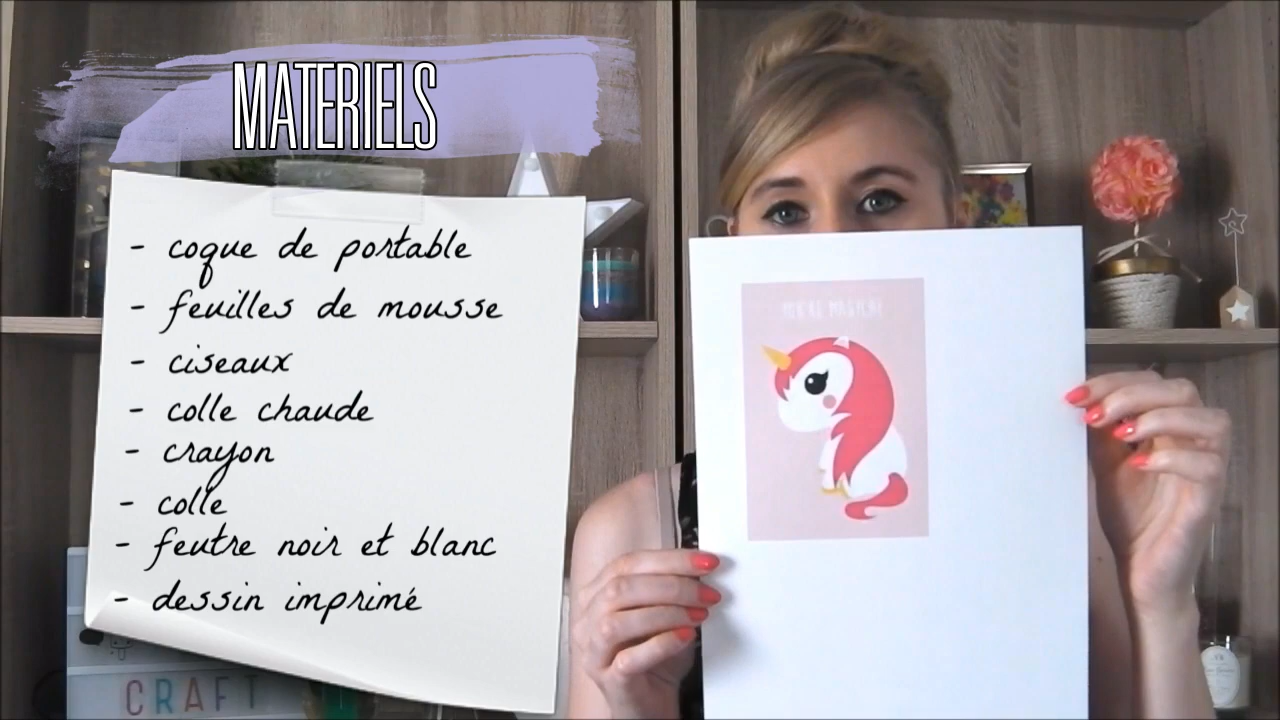 MATERIELS
- coque de portable
- feuilles de mousse
- ciseaux
- colle chaude
- crayon
- colle
- feutre noir et blanc
- dessin imprimé
CRAFT